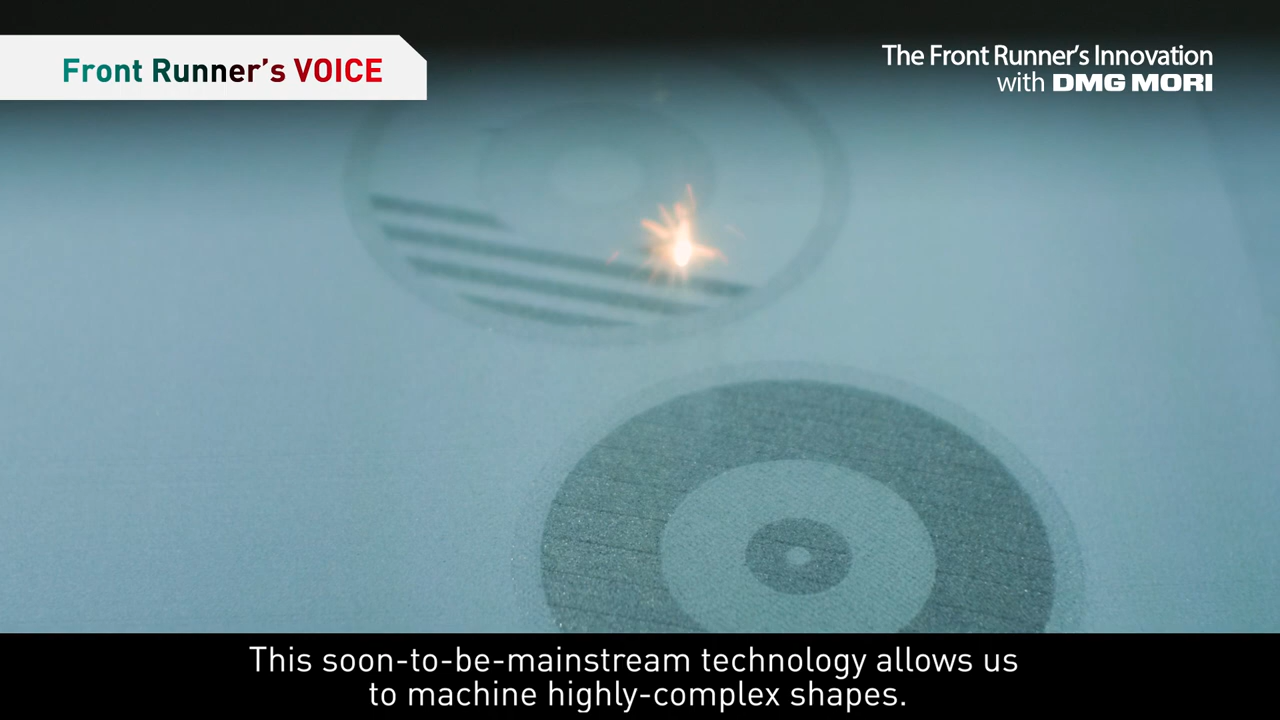 Front Runner’s VOICE
The Front Runner’s Innovation
with DMG MORI
This soon-to-be-mainstream technology allows us
to machine highly-complex shapes.